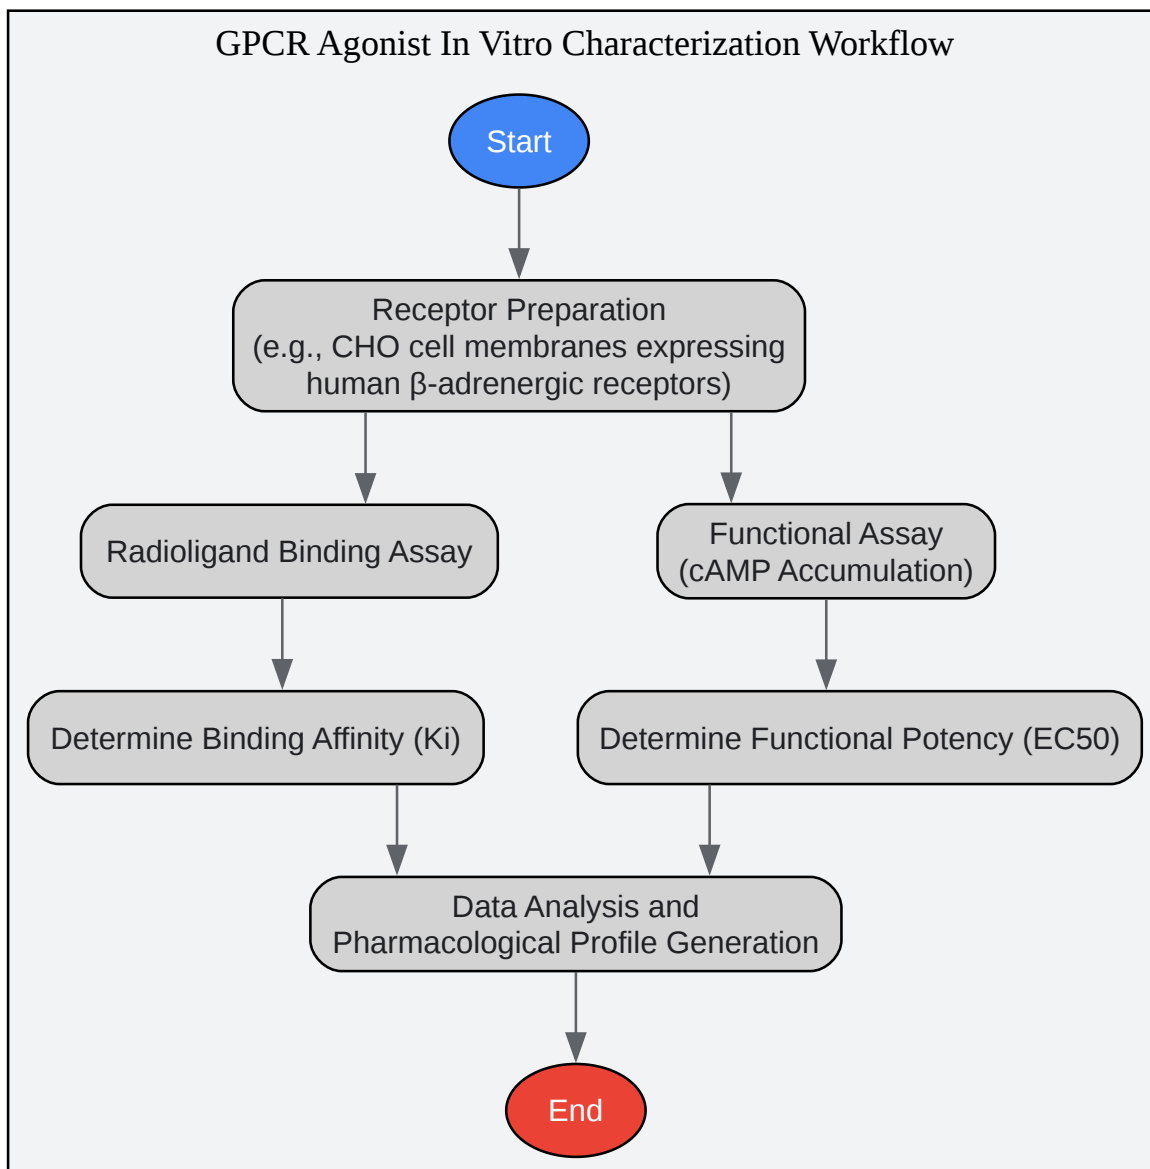 GPCR Agonist In Vitro Characterization Workflow
Start
Receptor Preparation
(e.g., CHO cell membranes expressing
human β-adrenergic receptors)
Radioligand Binding Assay
Functional Assay
(cAMP Accumulation)
Determine Binding Affinity (Ki)
Determine Functional Potency (EC50)
Data Analysis and
Pharmacological Profile Generation
End